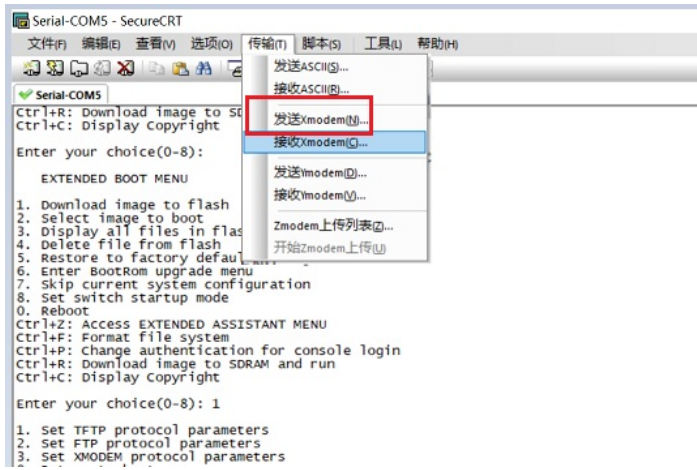 Serial-COM5 - SecureCRT
文件(F) 编辑(E) 查看(V) 选项(O) 传输(T) 脚本(S) 工具(L) 帮助(H)
发送ASCII(S)...
接收ASCII(R)...
发送Xmodem(N)...
接收Xmodem(C)...
发送Ymodem(D)...
接收Ymodem(V)...
Zmodem上传列表(Z)...
开始Zmodem上传(U)
Serial-COM5
Ctrl+R: Download image to SD
Ctrl+C: Display Copyright
Enter your choice(0-8):
EXTENDED BOOT MENU
1. Download image to flash
2. Select image to boot
3. Display all files in flas
4. Delete file from flash
5. Restore to factory defau
6. Enter BootRom upgrade menu
7. Skip current system configuration
8. Set switch startup mode
0. Reboot
Ctrl+Z: Access EXTENDED ASSISTANT MENU
Ctrl+F: Format file system
Ctrl+P: Change authentication for console login
Ctrl+R: Download image to SDRAM and run
Ctrl+C: Display Copyright
Enter your choice(0-8): 1
1. Set TFTP protocol parameters
2. Set FTP protocol parameters
3. Set XMODEM protocol parameters